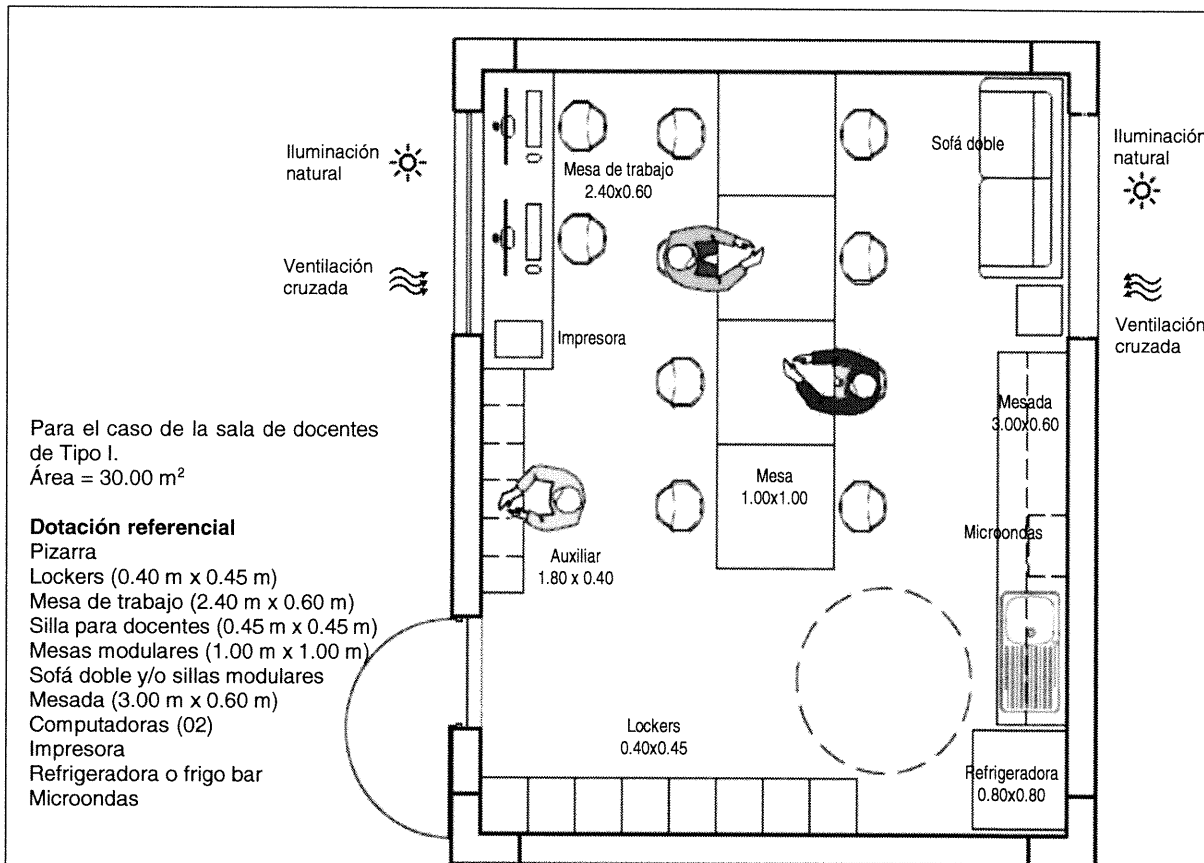 Iluminación
natural
Ventilación
cruzada
Mesa de trabajo
2.40x0.60
Sofá doble
Iluminación
natural
Ventilación
cruzada
Impresora
Mesada
3.00x0.60
Mesa
1.00x1.00
Microondas
Auxiliar
1.80 x 0.40
Lockers
0.40x0.45
Refrigeradora
0.80x0.80
Para el caso de la sala de docentes
de Tipo I.
Área = 30.00 m²
Dotación referencial
Pizarra
Lockers (0.40 m x 0.45 m)
Mesa de trabajo (2.40 m x 0.60 m)
Silla para docentes (0.45 m x 0.45 m)
Mesas modulares (1.00 m x 1.00 m)
Sofá doble y/o sillas modulares
Mesada (3.00 m x 0.60 m)
Computadoras (02)
Impresora
Refrigeradora o frigo bar
Microondas